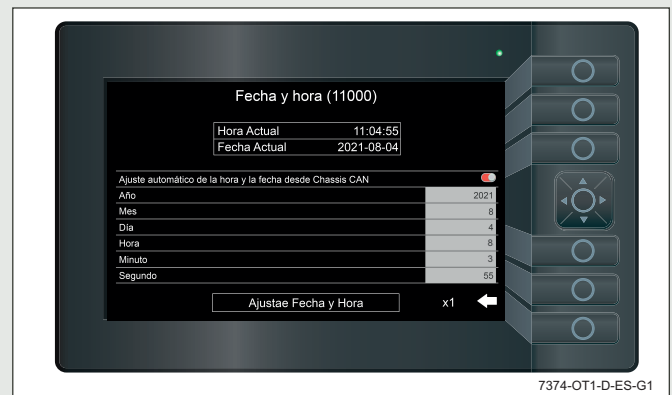 Fecha y hora (11000)
Hora Actual 11:04:55
Fecha Actual 2021-08-04
Ajuste automático de la hora y la fecha desde Chassis CAN
Año 2021
Mes 8
Día 4
Hora 8
Minuto 3
Segundo 55
Ajustae Fecha y Hora x1
7374-OT1-D-ES-G1